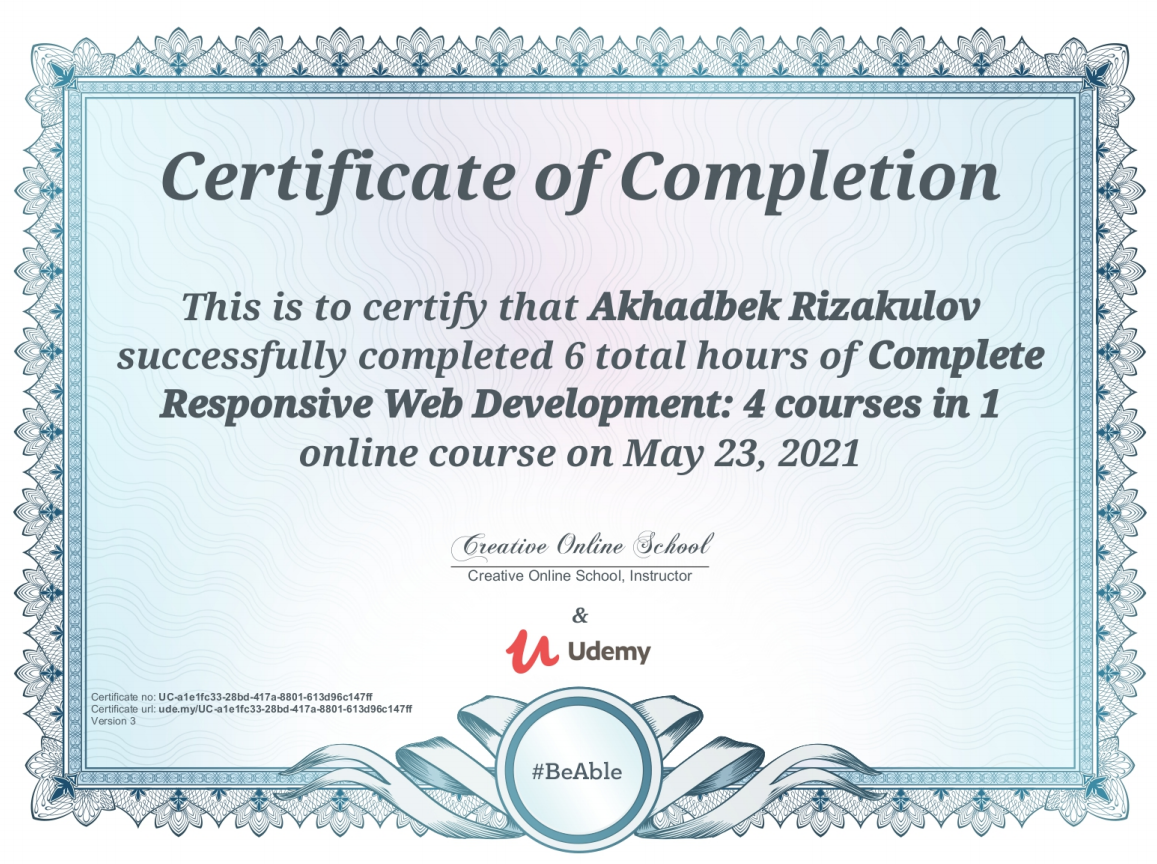 Certificate of Completion
This is to certify that Akhadbek Rizakulov
successfully completed 6 total hours of Complete
Responsive Web Development: 4 courses in 1
online course on May 23, 2021
Creative Online School
Creative Online School, Instructor
&
Udemy
Certificate no: UC-a1e1fc33-28bd-417a-8801-613d96c147ff
Certificate url: ude.my/UC-a1e1fc33-28bd-417a-8801-613d96c147ff
Version 3
#BeAble